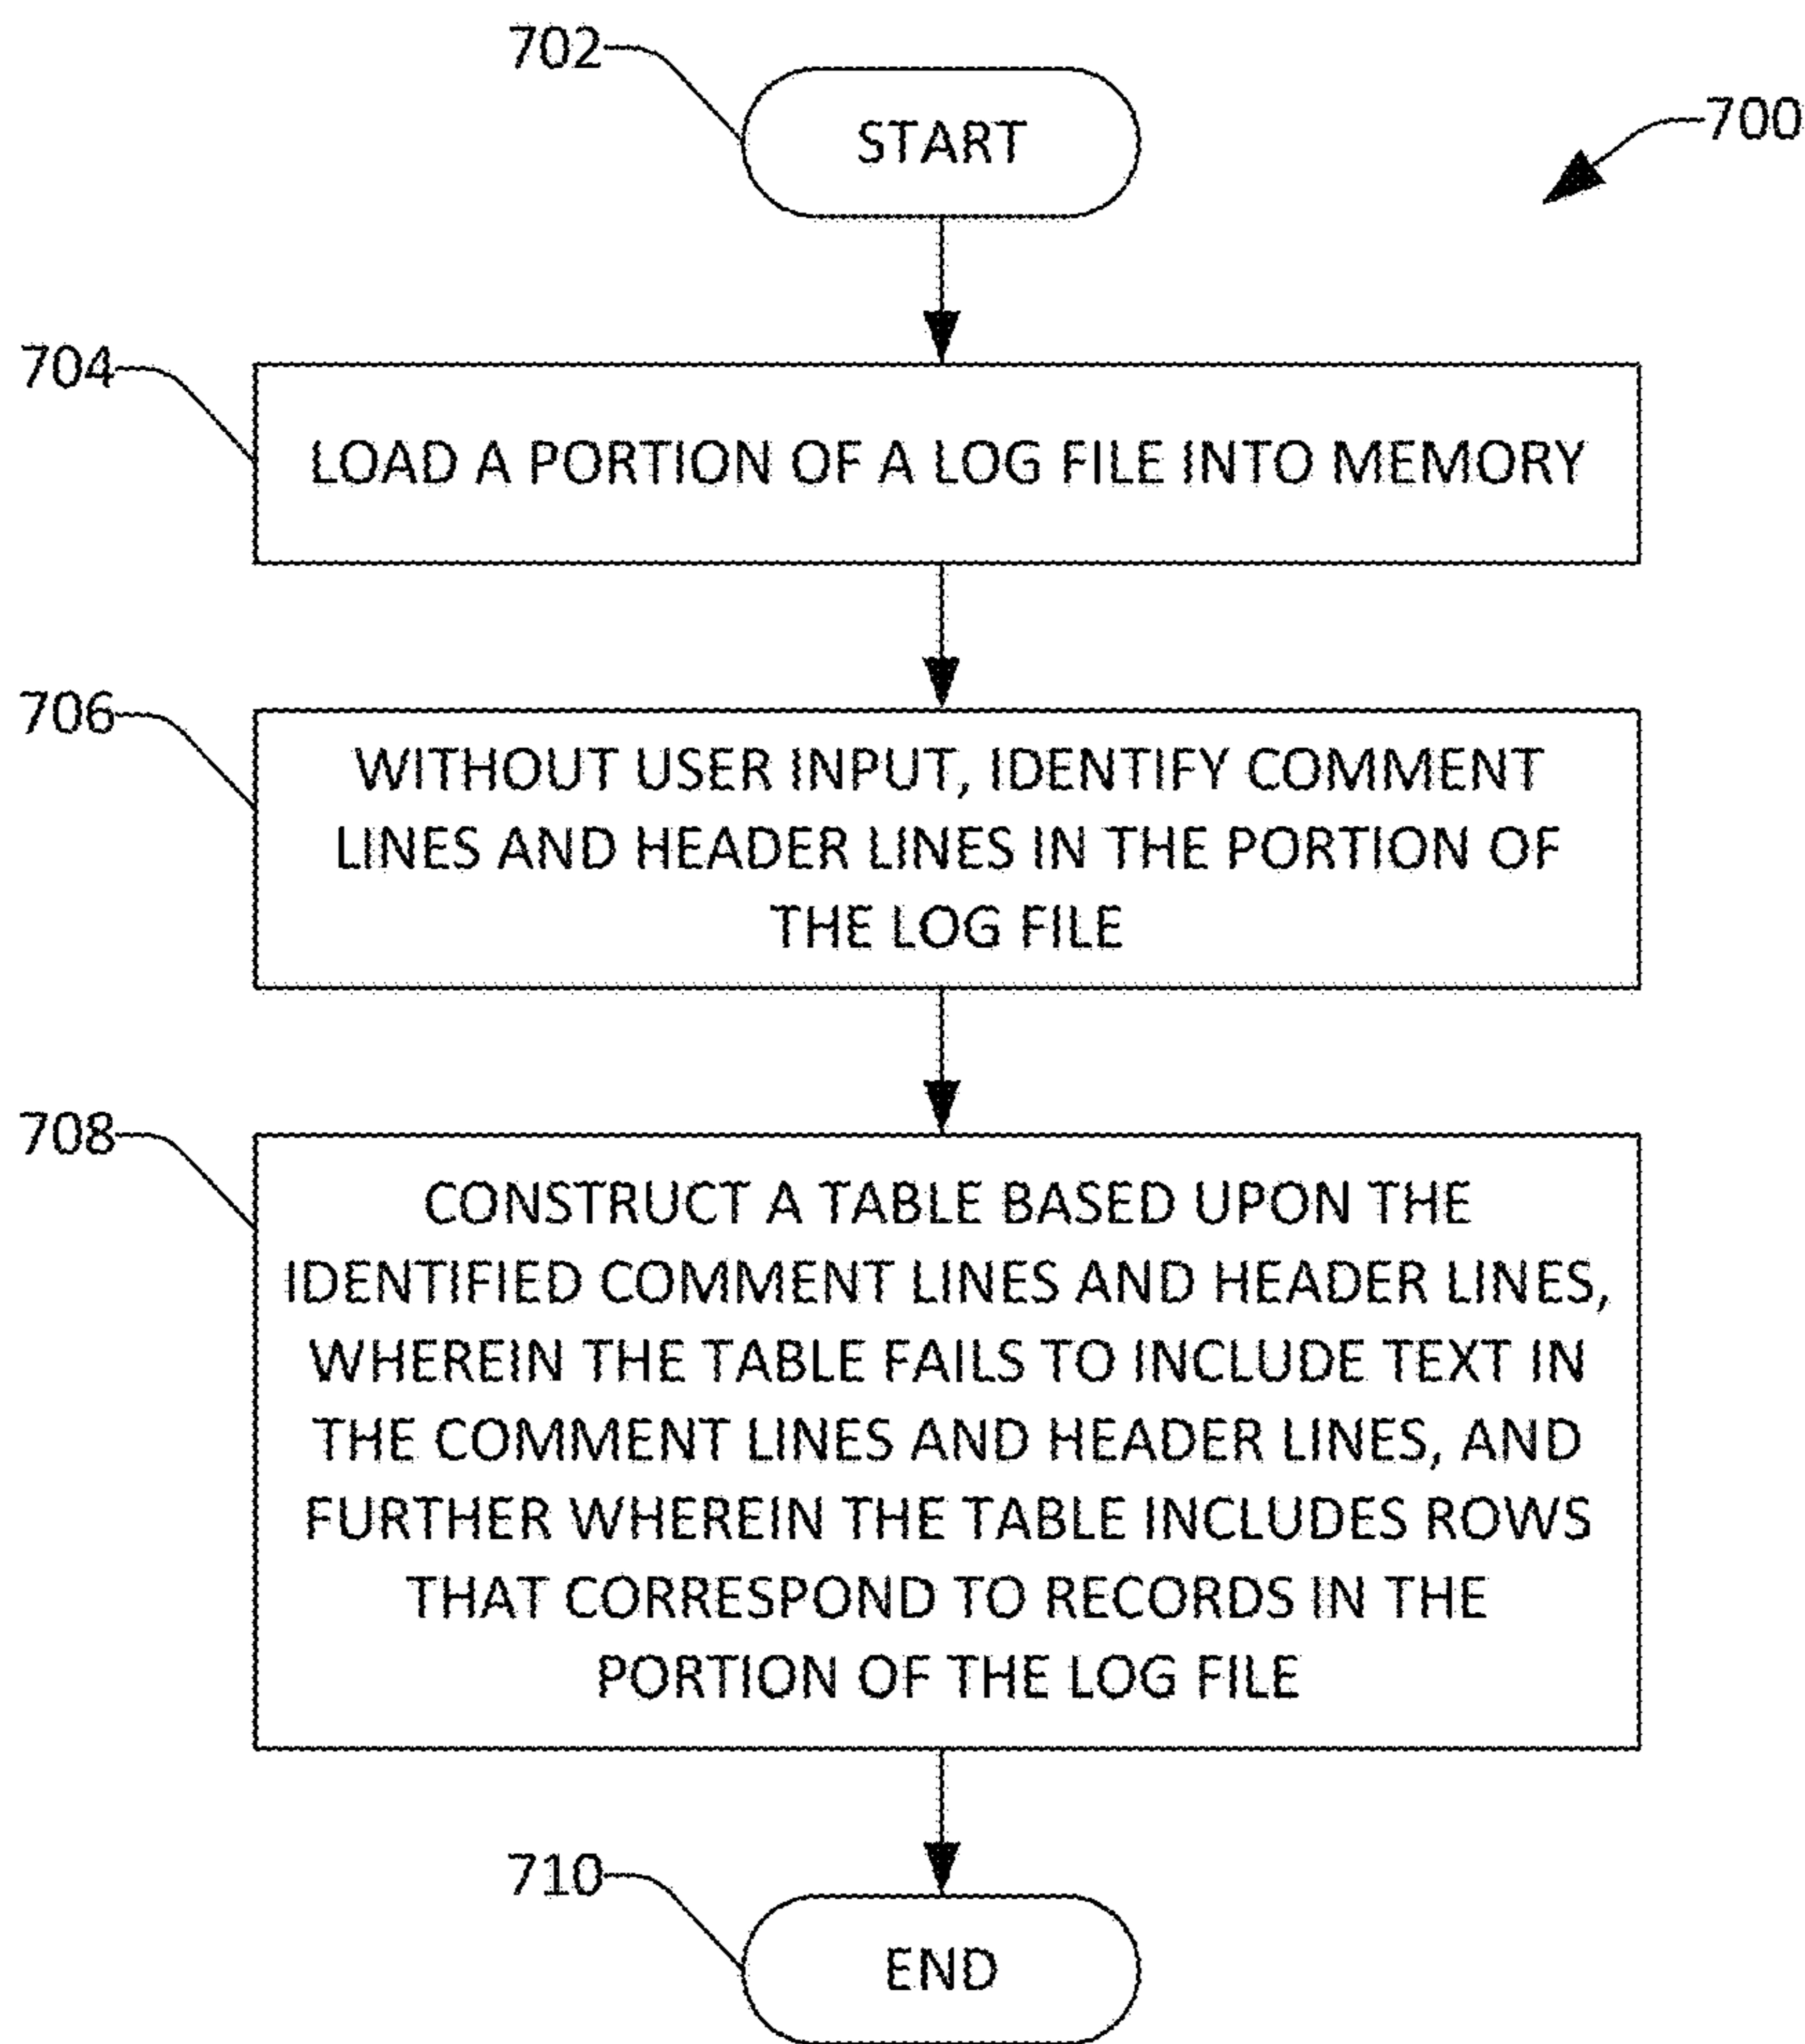 702
START
700
704
LOAD A PORTION OF A LOG FILE INTO MEMORY
706
WITHOUT USER INPUT, IDENTIFY COMMENT
LINES AND HEADER LINES IN THE PORTION OF
THE LOG FILE
708
CONSTRUCT A TABLE BASED UPON THE
IDENTIFIED COMMENT LINES AND HEADER LINES,
WHEREIN THE TABLE FAILS TO INCLUDE TEXT IN
THE COMMENT LINES AND HEADER LINES, AND
FURTHER WHEREIN THE TABLE INCLUDES ROWS
THAT CORRESPOND TO RECORDS IN THE
PORTION OF THE LOG FILE
710
END